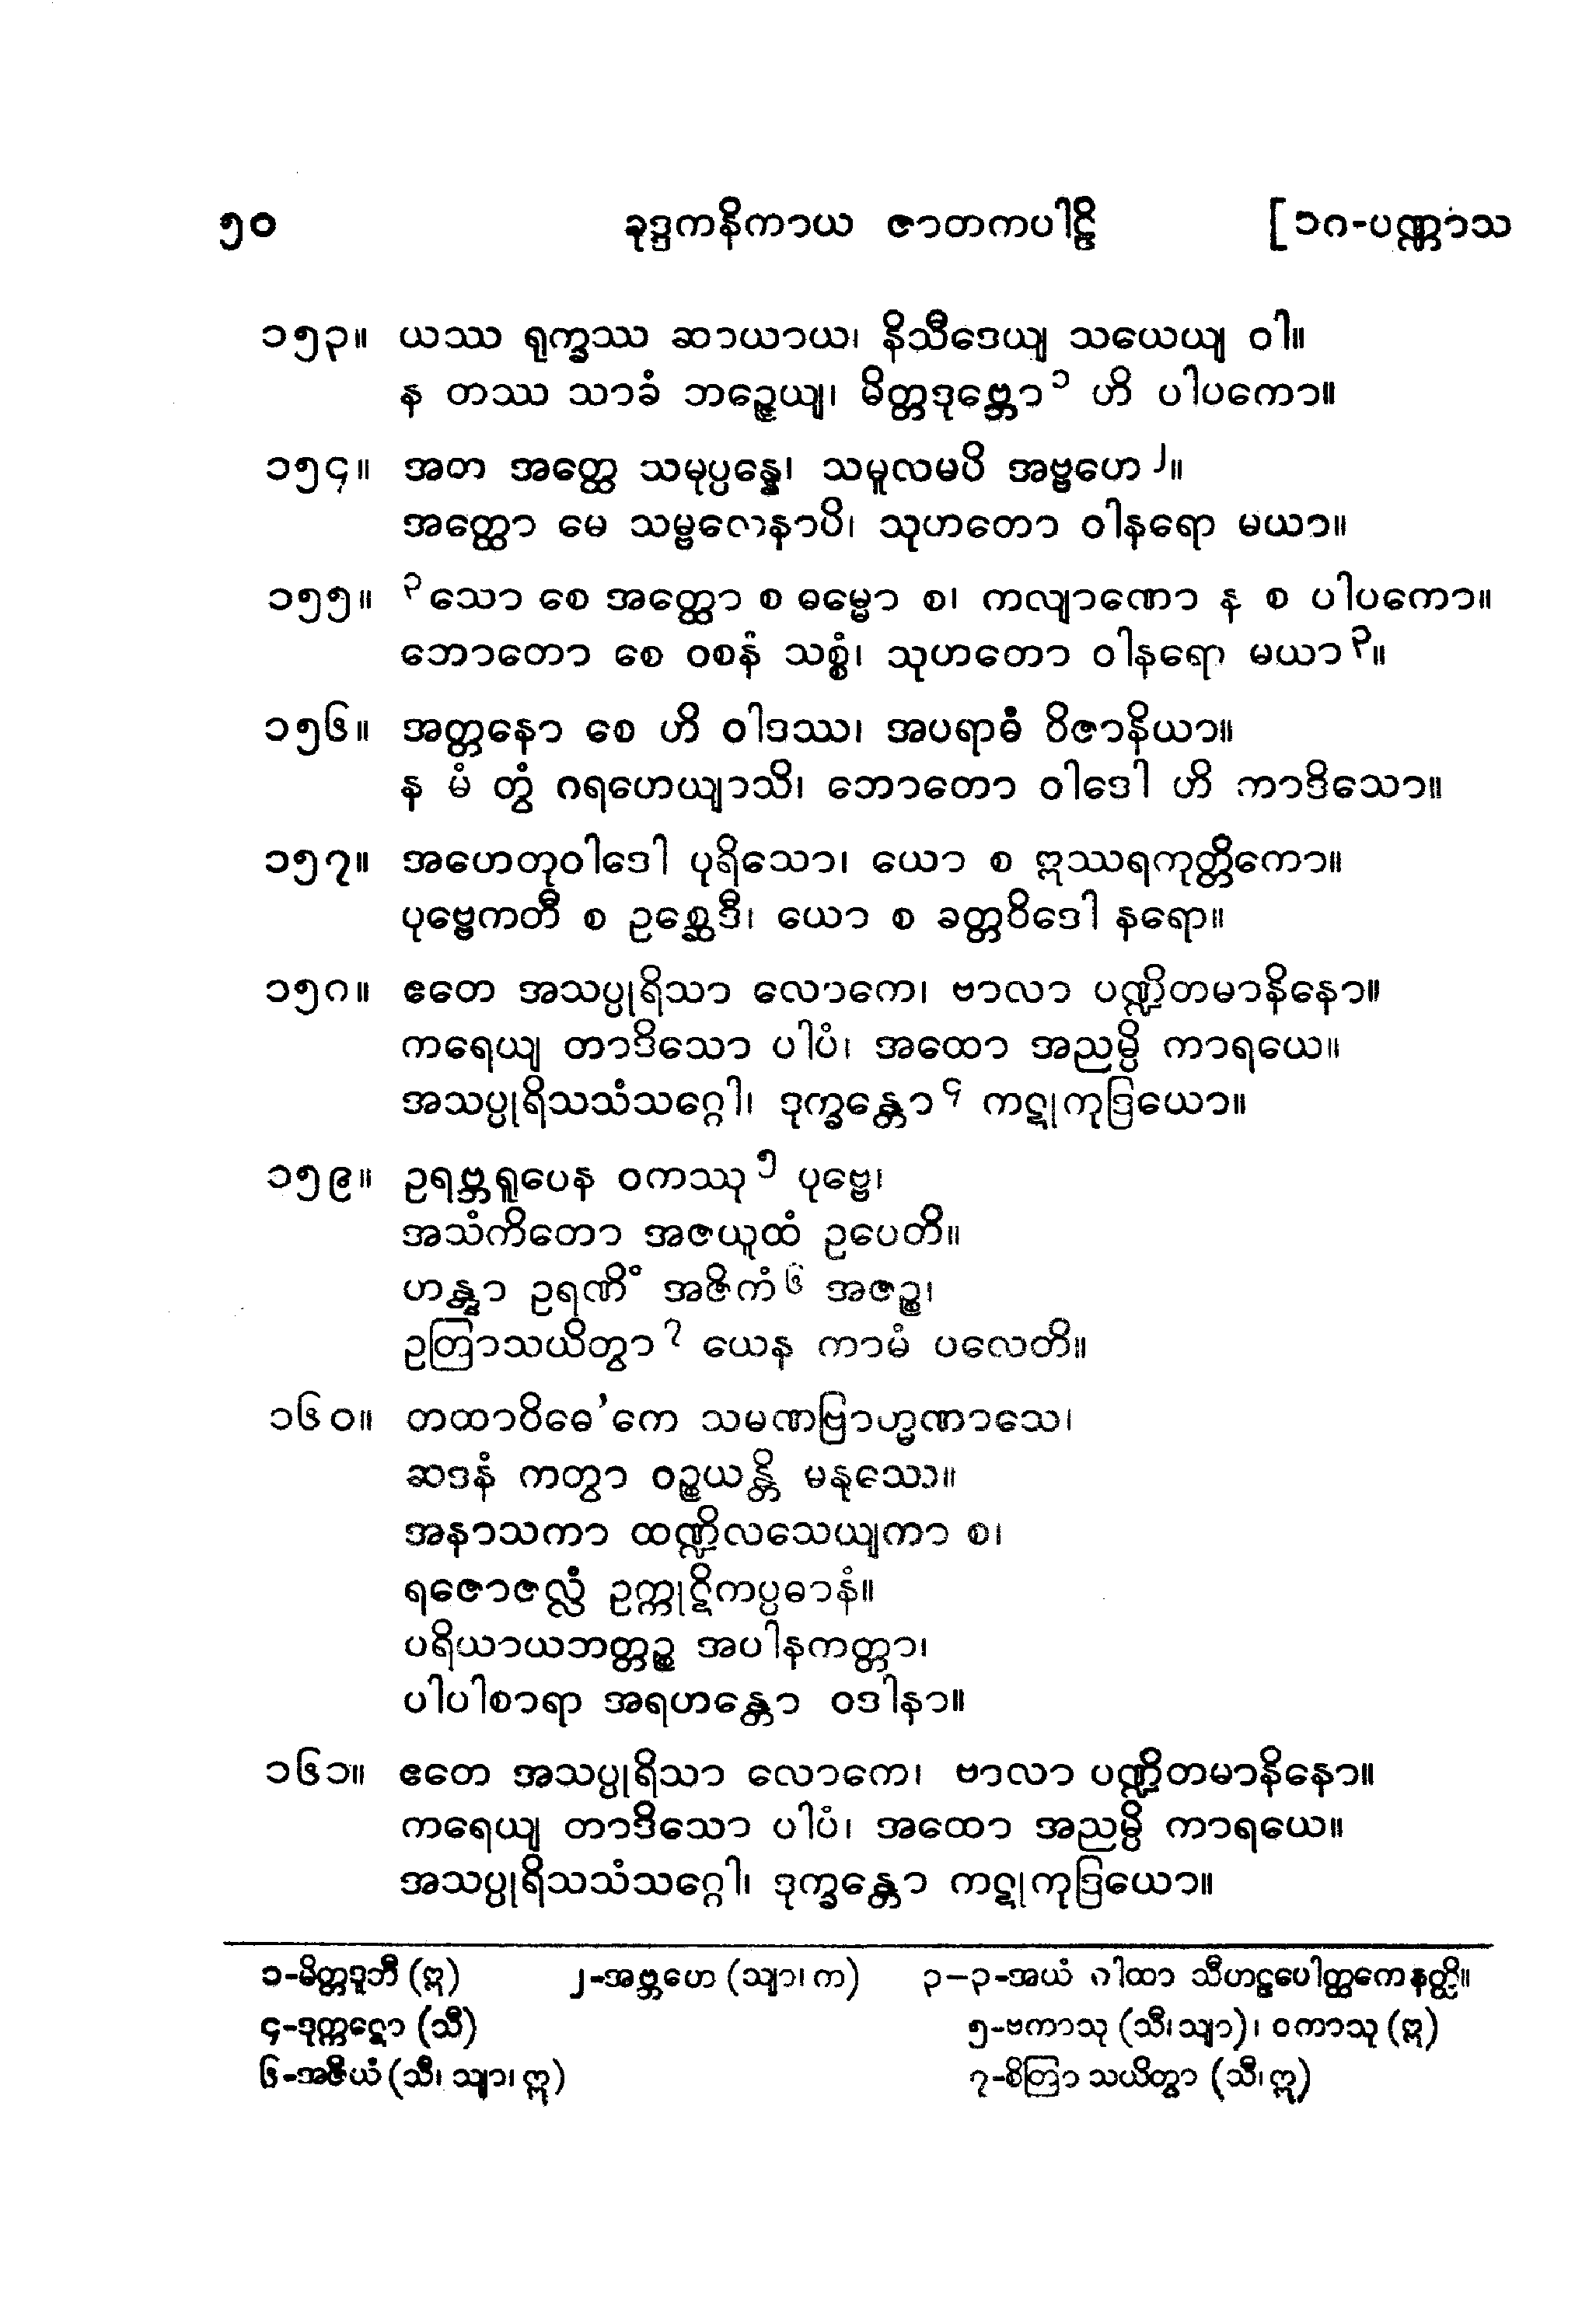 ၅၀ ခုဒ္ဒကနိကာယ ဇာတကပါဠိ [၁၈-ပဏ္ဏာသ
၁၅၃။ ယဿ ရုက္ခဿ ဆာယာယ၊ နိသီဒေယျ သယေယျ ဝါ။
န တဿ သာခံ ဘဉ္ဇေယျ၊ မိတ္တဒုဗ္ဘော၁ ဟိ ပါပကော။
၁၅၄။ အတ အတ္ထေ သမုပ္ပန္နေ၊ သမူလမပိ အဗ္ဗဟေ၂။
အတ္ထော မေ သမ္ဗလေနာပိ၊ သုဟတော ဝါနရော မယာ။
၁၅၅။ ၃သော စေ အတ္ထော စ ဓမ္မော စ၊ ကလျာဏော န စ ပါပကော။
ဘောတော စေ ဝစနံ သစ္စံ၊ သုဟတော ဝါနရော မယာ၃။
၁၅၆။ အတ္တနော စေ ဟိ ဝါဒဿ၊ အပရာဓံ ဝိဇာနိယာ။
န မံ တွံ ဂရဟေယျာသိ၊ ဘောတော ဝါဒေါ ဟိ ကာဒိသော။
၁၅၇။ အဟေတုဝါဒေါ ပုရိသော၊ ယော စ ဣဿရကုတ္တိကော။
ပုဗ္ဗေကတီ စ ဥစ္ဆေဒီ၊ ယော စ ခတ္တဝိဒေါ နရော။
၁၅၈။ ဧတေ အသပ္ပုရိသာ လောကေ၊ ဗာလာ ပဏ္ဍိတမာနိနော။
ကရေယျ တာဒိသော ပါပံ၊ အထော အညမ္ပိ ကာရယေ။
အသပ္ပုရိသသံသဂ္ဂေါ၊ ဒုက္ခန္တော၄ ကဋုကုဒြယော။
၁၅၉။ ဥရဗ္ဘရူပေန ဝကဿု၅ ပုဗ္ဗေ၊
အသံကိတော အဇယူထံ ဥပေတိ။
ဟန္တွာ ဥရဏိံ အဇိကံ၆ အဇဉ္စ၊
ဥတြာသယိတွာ၇ ယေန ကာမံ ပလေတိ။
၁၆၀။ တထာဝိဓေ’ကေ သမဏဗြာဟ္မဏာသေ၊
ဆဒနံ ကတွာ ဝဉ္စယန္တိ မနုဿေ။
အနာသကာ ထဏ္ဍိလသေယျကာ စ၊
ရဇောဇလ္လံ ဥက္ကုဋိကပ္ပဓာနံ။
ပရိယာယဘတ္တဉ္စ အပါနကတ္တာ၊
ပါပါစာရာ အရဟန္တော ဝဒါနာ။
၁၆၁။ ဧတေ အသပ္ပုရိသာ လောကေ၊ ဗာလာ ပဏ္ဍိတမာနိနော။
ကရေယျ တာဒိသော ပါပံ၊ အထော အညမ္ပိ ကာရယေ။
အသပ္ပုရိသသံသဂ္ဂေါ၊ ဒုက္ခန္တော ကဋုကုဒြယော။
၁-မိတ္တဒူဘီ (ဣ) ၂-အဗ္ဘဟေ (သျာ၊ က) ၃–၃-အယံ ဂါထာ သီဟဠပေါတ္ထကေ နတ္ထိ။
၄-ဒုက္ကဋော (သီ) ၅-ဗကာသု (သီ၊ သျာ)၊ ဝကာသု (ဣ)
၆-အဇိယံ (သီ၊ သျာ၊ ဣ) ၇-စိတြာ သယိတွာ (သီ၊ ဣ)